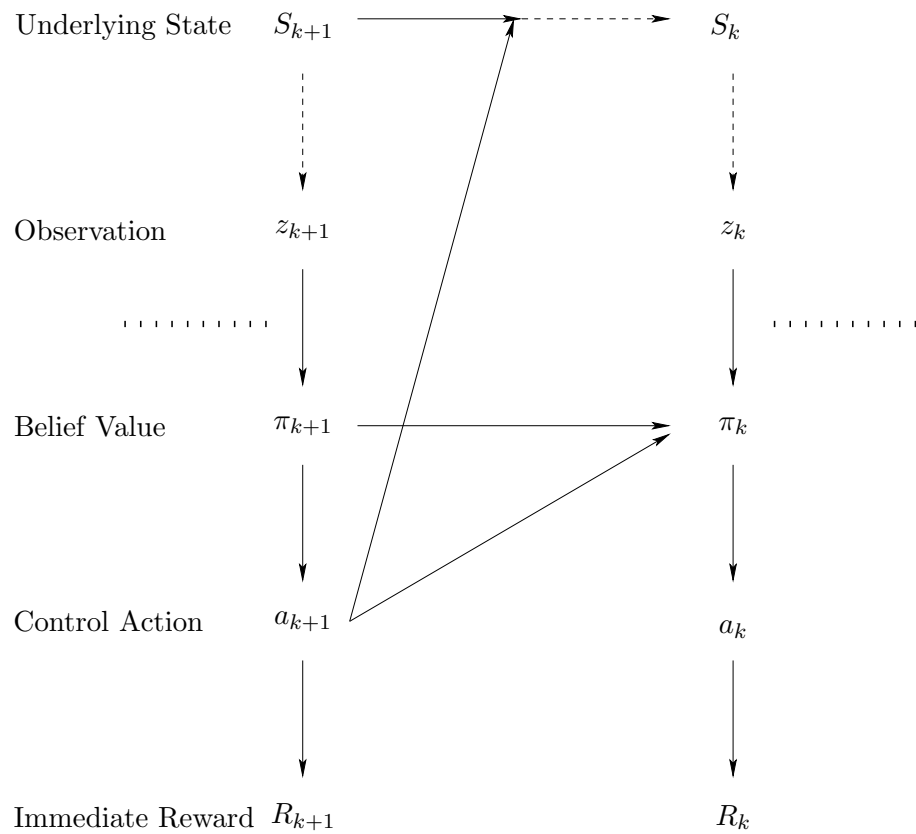 Underlying State S_{k+1} S_k
Observation z_{k+1} z_k
Belief Value π_{k+1} π_k
Control Action a_{k+1} a_k
Immediate Reward R_{k+1} R_k